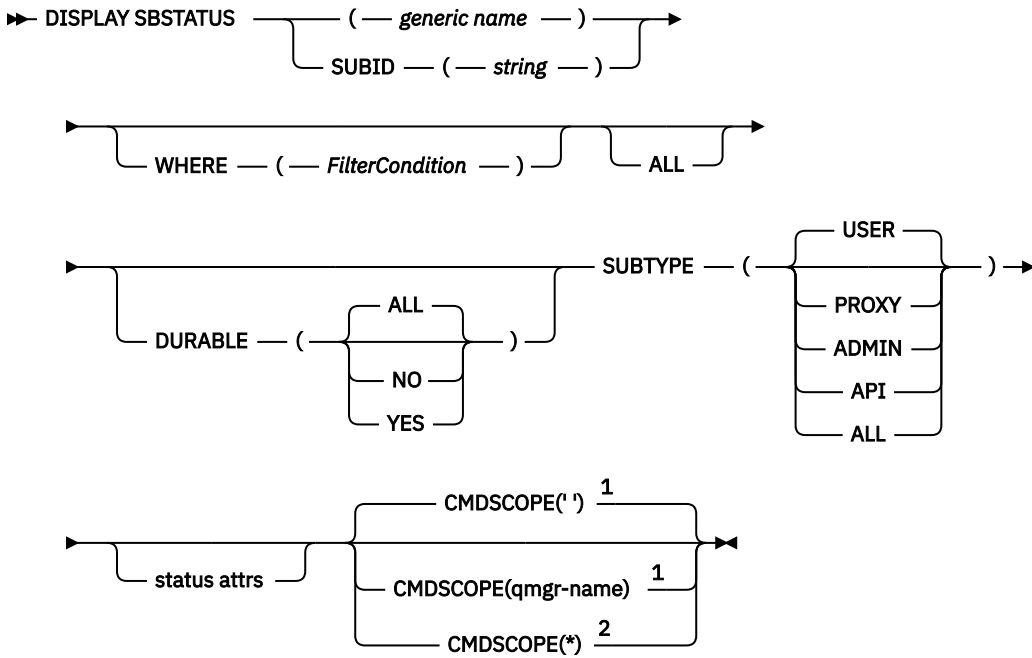 DISPLAY SBSTATUS ( generic name )
SUBID ( string )
WHERE ( FilterCondition )
ALL
USER
SUBTYPE ( )
PROXY
ADMIN
API
ALL
ALL
DURABLE ( )
NO
YES
CMDSCOPE(' ') 1
status attrs
CMDSCOPE(qmgr-name) 1
CMDSCOPE(*) 2